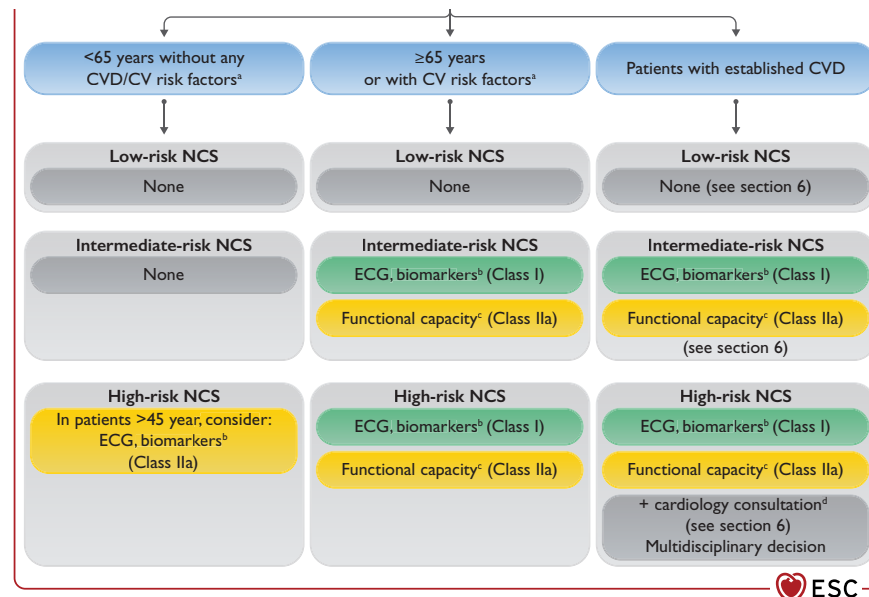 <65 years without any
CVD/CV risk factorsᵃ
≥65 years
or with CV risk factorsᵃ
Patients with established CVD
Low-risk NCS
None
Low-risk NCS
None
Low-risk NCS
None (see section 6)
Intermediate-risk NCS
None
Intermediate-risk NCS
ECG, biomarkersᵇ (Class I)
Functional capacityᶜ (Class IIa)
Intermediate-risk NCS
ECG, biomarkersᵇ (Class I)
Functional capacityᶜ (Class IIa)
(see section 6)
High-risk NCS
In patients >45 year, consider:
ECG, biomarkersᵇ
(Class IIa)
High-risk NCS
ECG, biomarkersᵇ (Class I)
Functional capacityᶜ (Class IIa)
High-risk NCS
ECG, biomarkersᵇ (Class I)
Functional capacityᶜ (Class IIa)
+ cardiology consultationᵈ
(see section 6)
Multidisciplinary decision
ESC